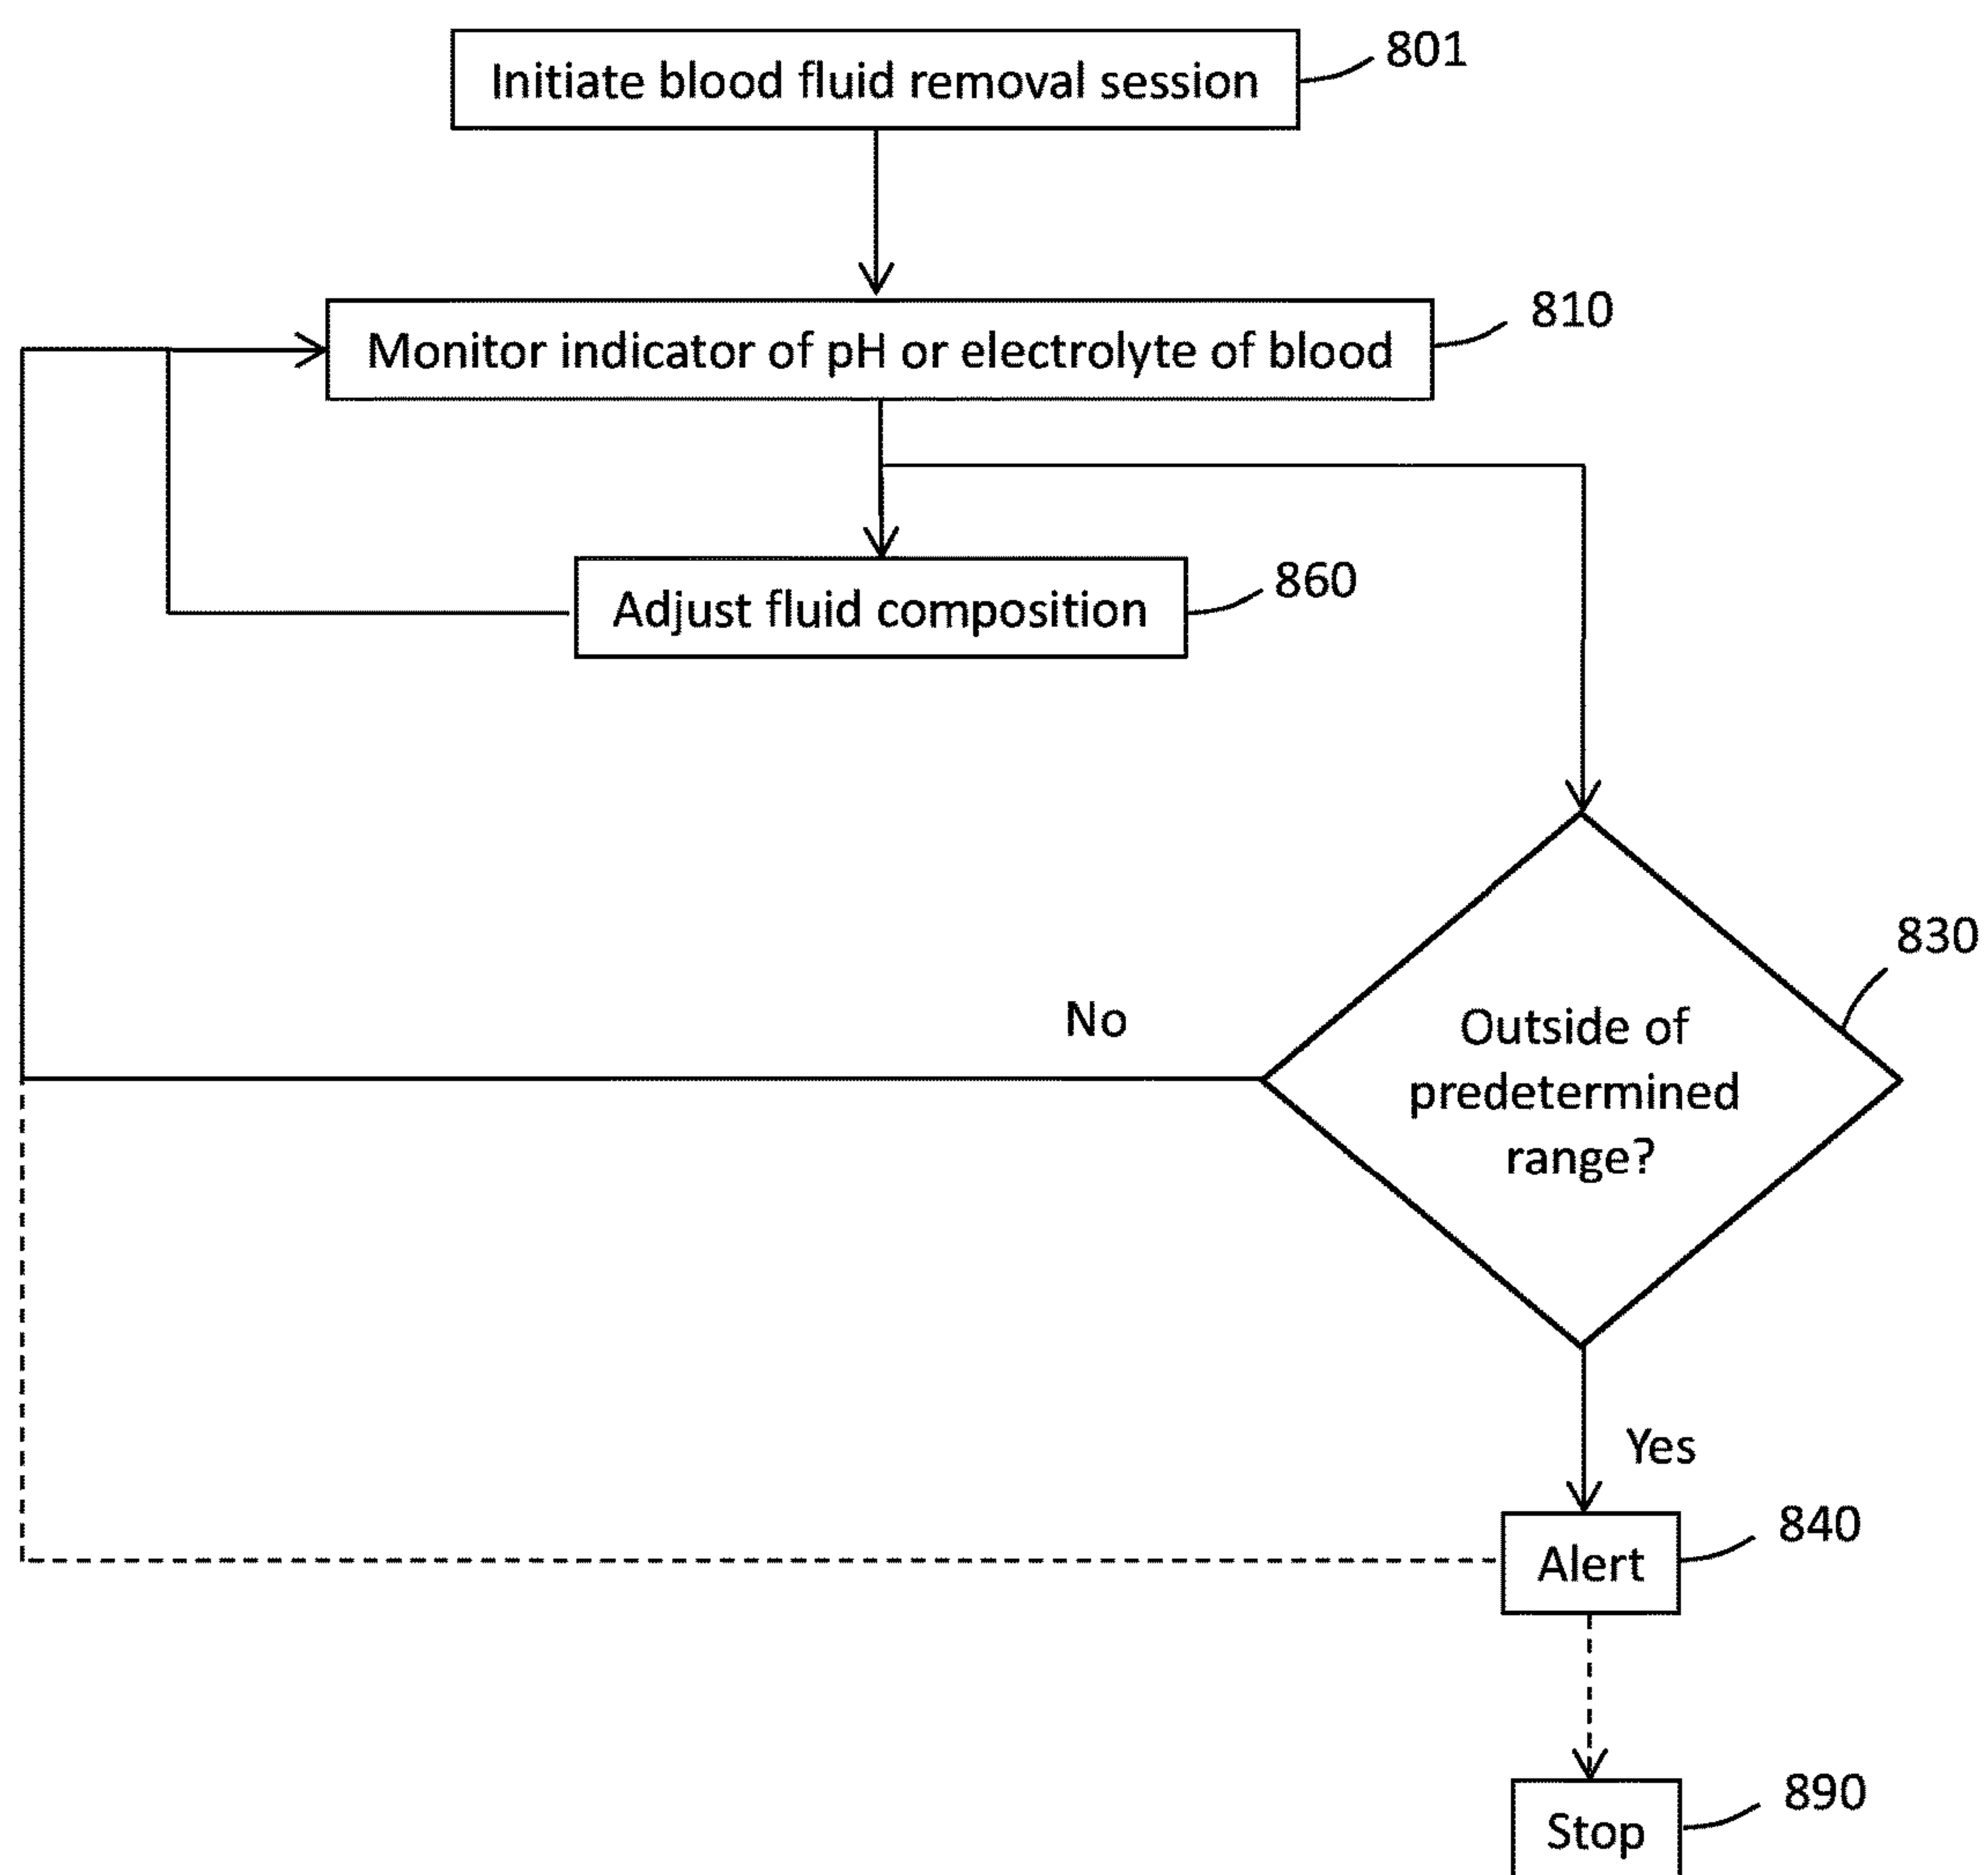 Initiate blood fluid removal session
801
Monitor indicator of pH or electrolyte of blood
810
Adjust fluid composition
860
830
No
Outside of
predetermined
range?
Yes
840
Alert
890
Stop